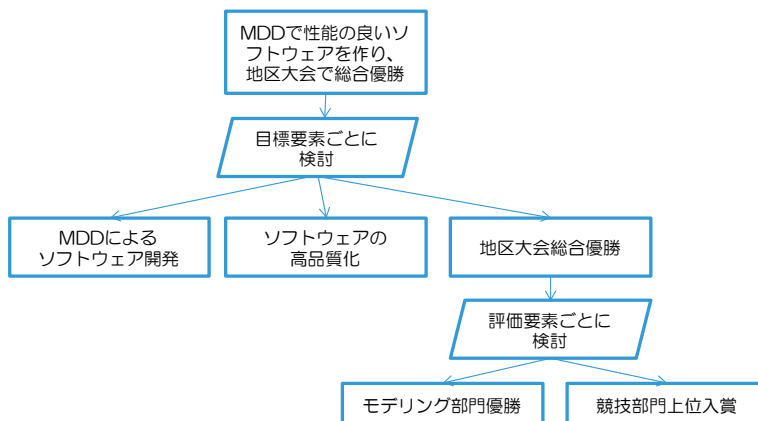 MDDで性能の良いソ
フトウェアを作り、
地区大会で総合優勝
目標要素ごとに
検討
MDDによる
ソフトウェア開発
ソフトウェアの
高品質化
地区大会総合優勝
評価要素ごとに
検討
モデリング部門優勝
競技部門上位入賞